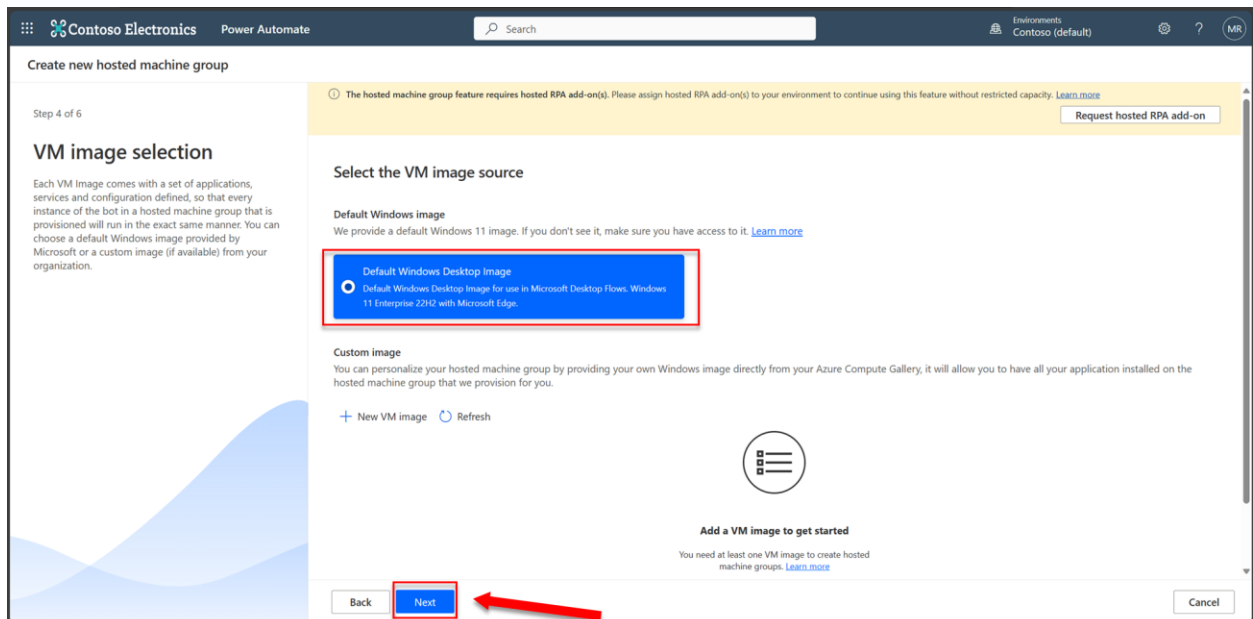 Contoso Electronics Power Automate
Search
Environments
Contoso (default)
?
MR
Create new hosted machine group
Step 4 of 6
VM image selection
Each VM Image comes with a set of applications,
services and configuration defined, so that every
instance of the bot in a hosted machine group that is
provisioned will run in the exact same manner. You can
choose a default Windows image provided by
Microsoft or a custom image (if available) from your
organization.
The hosted machine group feature requires hosted RPA add-on(s). Please assign hosted RPA add-on(s) to your environment to continue using this feature without restricted capacity. Learn more
Request hosted RPA add-on
Select the VM image source
Default Windows image
We provide a default Windows 11 image. If you don't see it, make sure you have access to it. Learn more
Default Windows Desktop Image
Default Windows Desktop Image for use in Microsoft Desktop Flows. Windows
11 Enterprise 22H2 with Microsoft Edge.
Custom image
You can personalize your hosted machine group by providing your own Windows image directly from your Azure Compute Gallery, it will allow you to have all your application installed on the
hosted machine group that we provision for you.
New VM image Refresh
Add a VM image to get started
You need at least one VM image to create hosted
machine groups. Learn more
Back Next Cancel